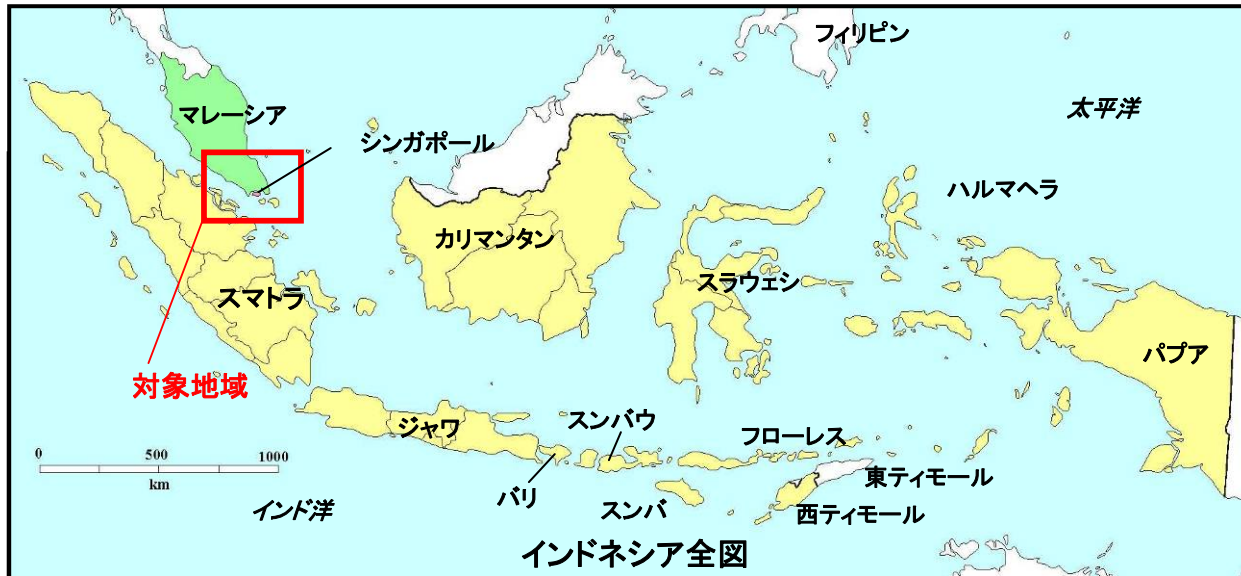 フィリピン
太平洋
マレーシア
シンガポール
ハルマヘラ
カリマンタン
スラウェシ
スマトラ
パプア
対象地域
ジャワ
スンバウ
フローレス
0 500 1000
km
バリ
スンバ
東ティモール
西ティモール
インド洋
インドネシア全図